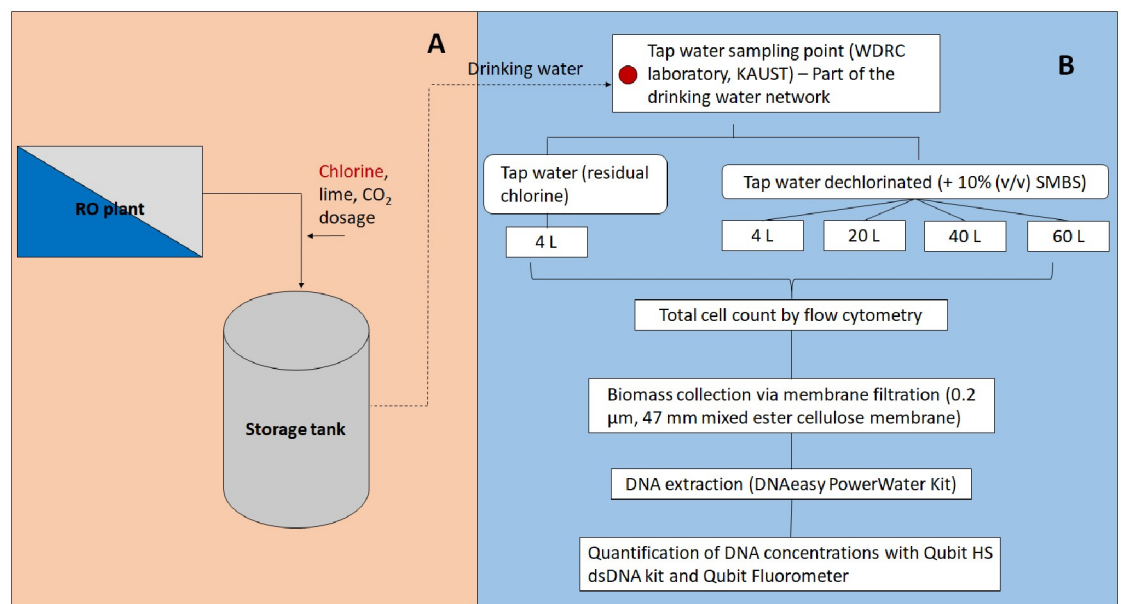 A
RO plant
Chlorine,
lime, CO₂
dosage
Storage tank
Drinking water
B
Tap water sampling point (WDRC
laboratory, KAUST) – Part of the
drinking water network
Tap water (residual
chlorine)
4 L
Tap water dechlorinated (+ 10% (v/v) SMBS)
4 L
20 L
40 L
60 L
Total cell count by flow cytometry
Biomass collection via membrane filtration (0.2
µm, 47 mm mixed ester cellulose membrane)
DNA extraction (DNAeasy PowerWater Kit)
Quantification of DNA concentrations with Qubit HS
dsDNA kit and Qubit Fluorometer